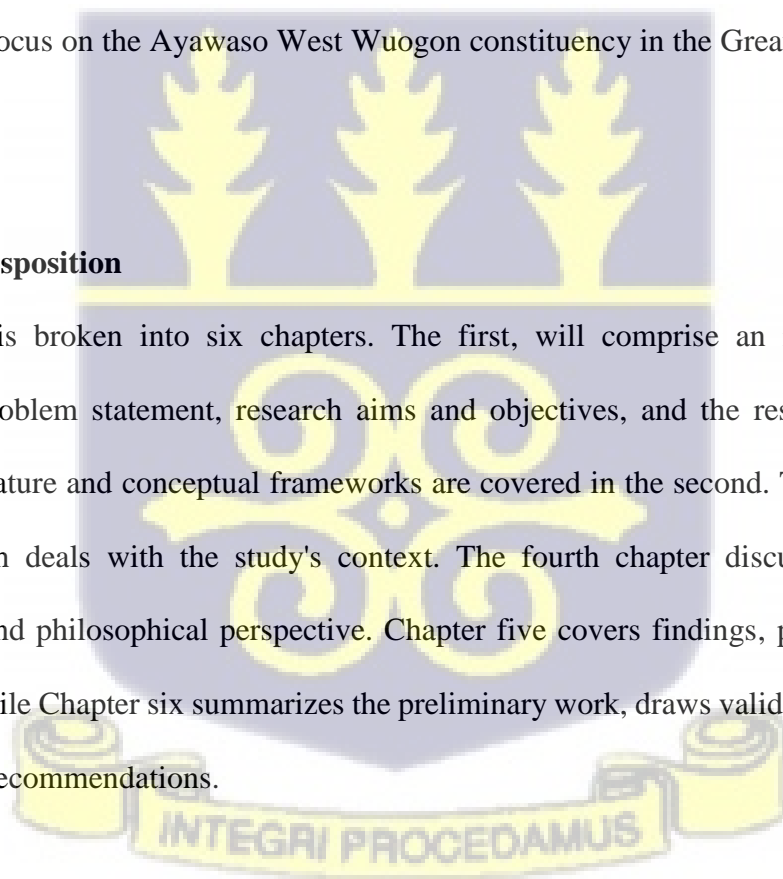 ocus on the Ayawaso West Wuogon constituency in the Grea
sposition
is broken into six chapters. The first, will comprise an
oblem statement, research aims and objectives, and the res
ature and conceptual frameworks are covered in the second. T
n deals with the study's context. The fourth chapter discu
nd philosophical perspective. Chapter five covers findings, p
ile Chapter six summarizes the preliminary work, draws valid
ecommendations.
INTEGRI PROCEDAMUS